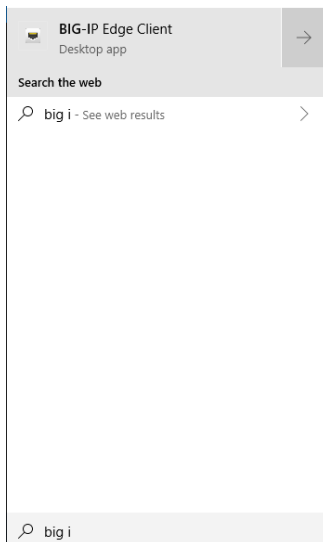 BIG-IP Edge Client
Desktop app
Search the web
big i - See web results
big i